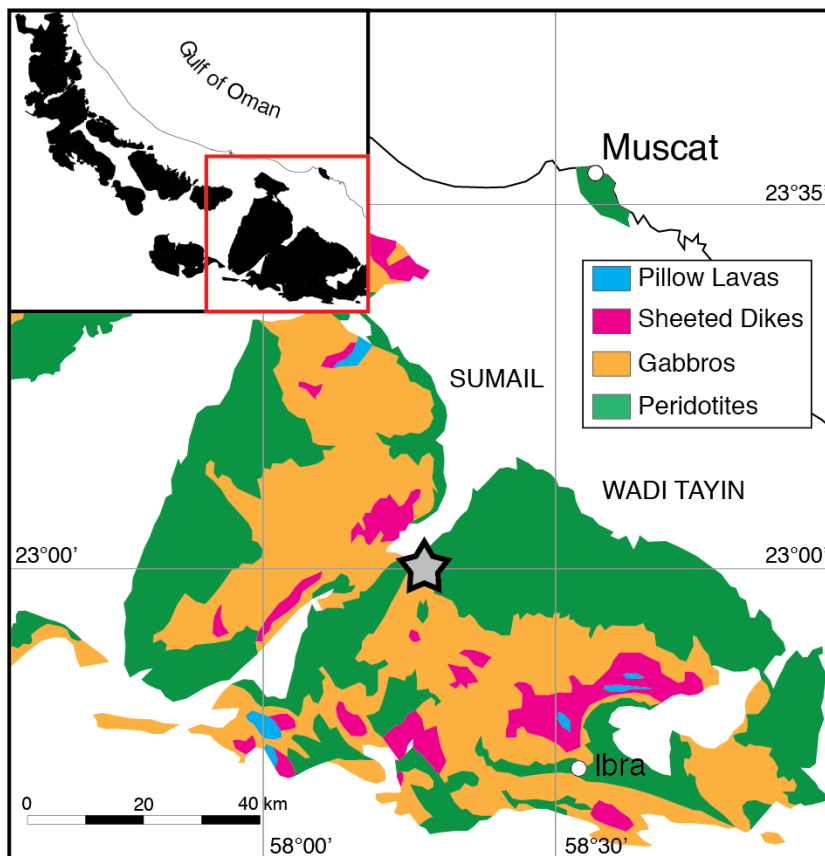 Gulf of Oman
Muscat
23°35'
Pillow Lavas
Sheeted Dikes
Gabbros
Peridotites
SUMAIL
WADI TAYIN
23°00'
23°00'
Ibra
0
20
40 km
58°00'
58°30'